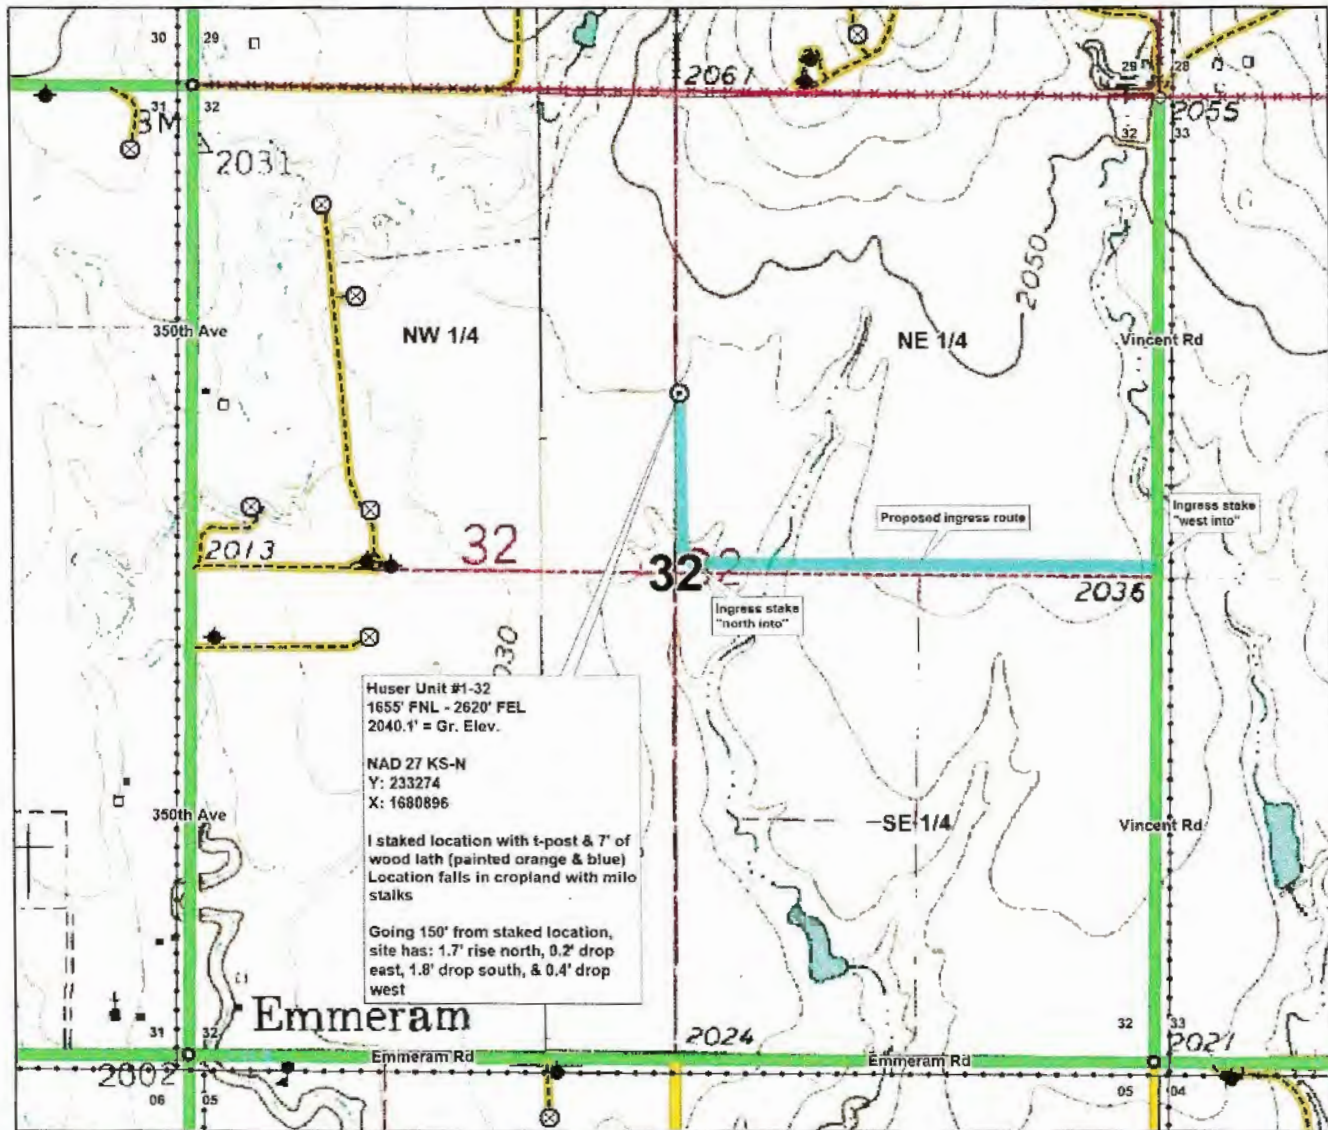 30
29
29
28
31
32
32
33
3M
2031
2061
2055
350th Ave
NW 1/4
NE 1/4
2050
Vincent Rd
2013
32
32
Proposed ingress route
Ingress stake
"west into"
2036
Ingress stake
"north into"
030
Huser Unit #1-32
1655' FNL - 2620' FEL
2040.1' = Gr. Elev.
NAD 27 KS-N
Y: 233274
X: 1680896
I staked location with t-post & 7' of
wood lath (painted orange & blue)
Location falls in cropland with milo
stalks
Going 150' from staked location,
site has: 1.7' rise north, 0.2' drop
east, 1.8' drop south, & 0.4' drop
west
350th Ave
SE 1/4
Vincent Rd
Emmeram
31
32
32
33
2024
2021
Emmeram Rd
Emmeram Rd
2002
06
05
05
04